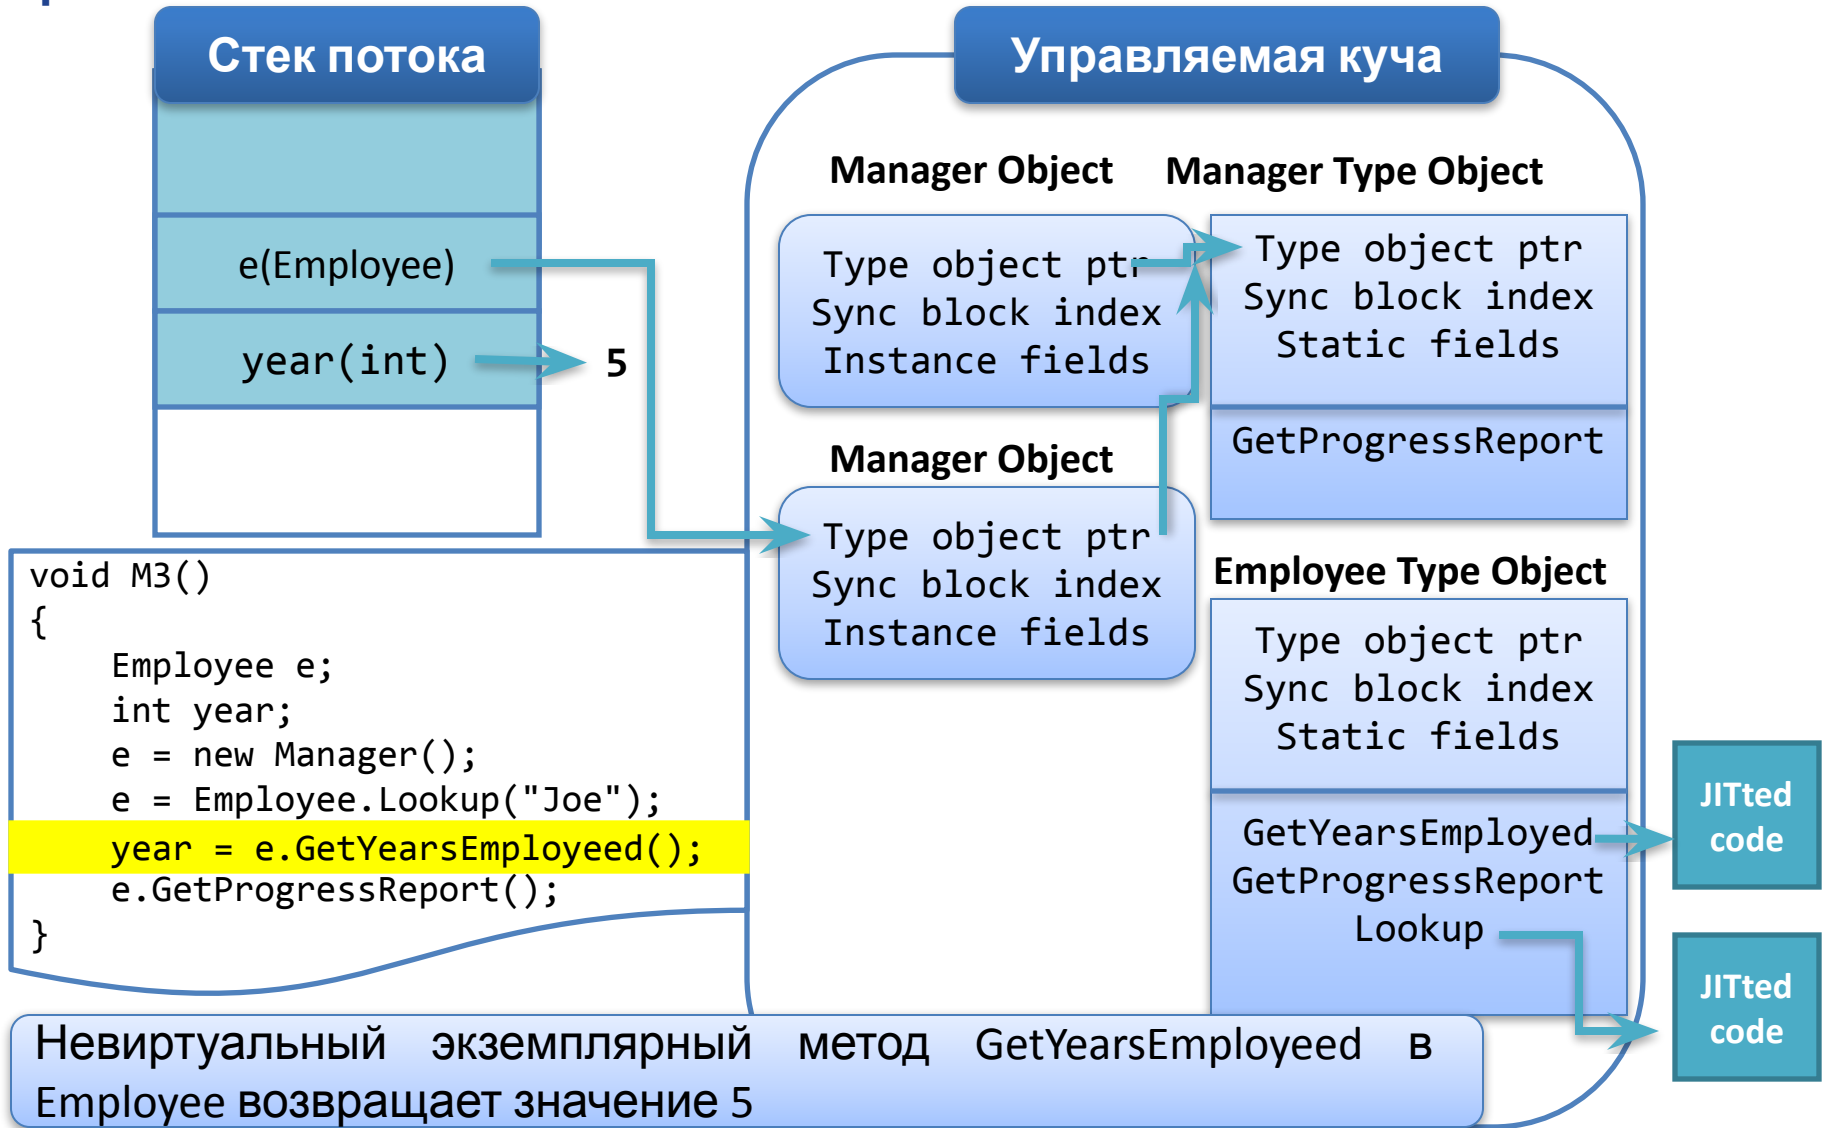 Стек потока
Управляемая куча
e(Employee)
year(int)
5
Manager Object
Type object ptr
Sync block index
Instance fields
Manager Type Object
Type object ptr
Sync block index
Static fields
GetProgressReport
Manager Object
Type object ptr
Sync block index
Instance fields
Employee Type Object
Type object ptr
Sync block index
Static fields
GetYearsEmployed
GetProgressReport
Lookup
JITted
code
JITted
code
void M3()
{
Employee e;
int year;
e = new Manager();
e = Employee.Lookup("Joe");
year = e.GetYearsEmployeed();
e.GetProgressReport();
}
Невиртуальный экземплярный метод GetYearsEmployeed в
Employee возвращает значение 5